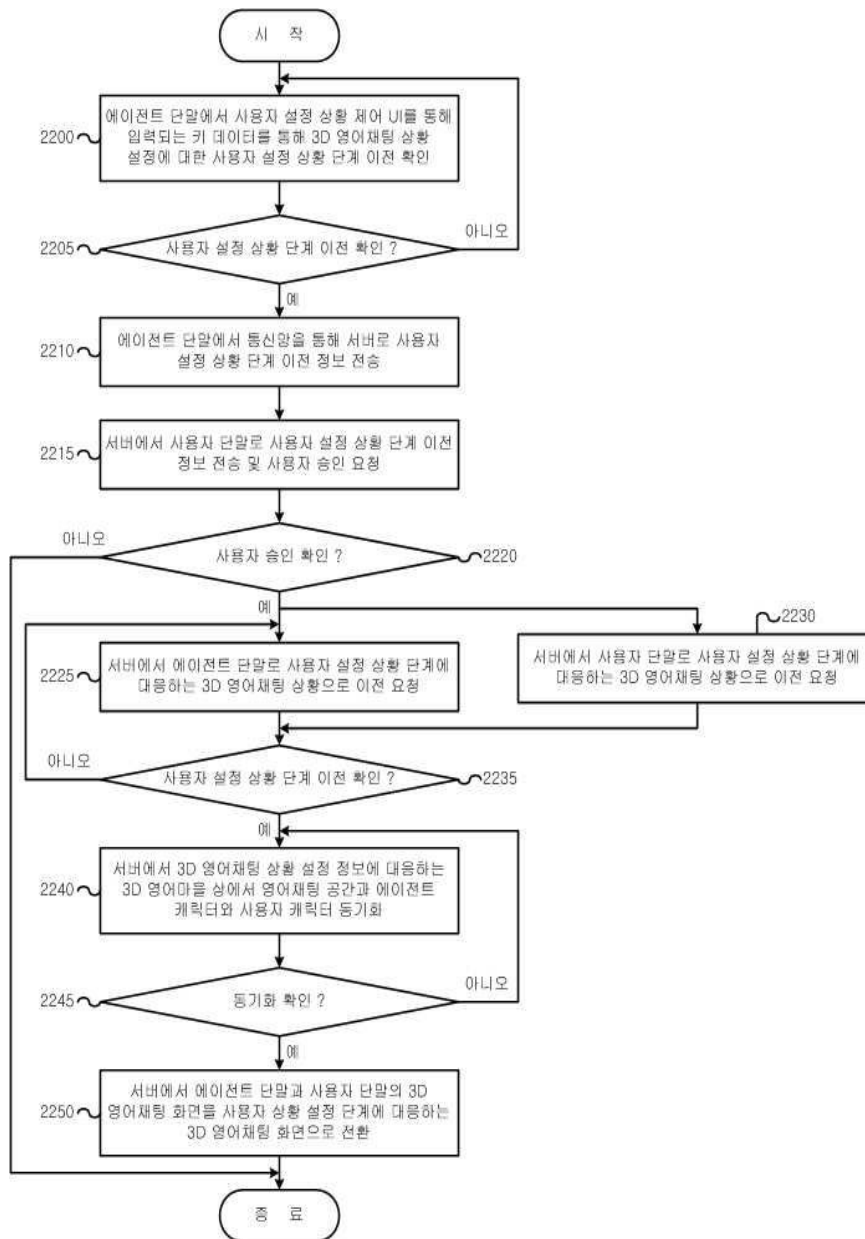 시 작
에이전트 단말에서 사용자 설정 상황 제어 UI를 통해
입력되는 키 데이터를 통해 3D 영어채팅 상황
설정에 대한 사용자 설정 상황 단계 이전 확인
2200
사용자 설정 상황 단계 이전 확인 ?
2205
아니오
예
에이전트 단말에서 통신망을 통해 서버로 사용자
설정 상황 단계 이전 정보 전송
2210
서버에서 사용자 단말로 사용자 설정 상황 단계 이전
정보 전송 및 사용자 승인 요청
2215
아니오
사용자 승인 확인 ?
2220
예
2230
서버에서 에이전트 단말로 사용자 설정 상황 단계에
대응하는 3D 영어채팅 상황으로 이전 요청
2225
서버에서 사용자 단말로 사용자 설정 상황 단계에
대응하는 3D 영어채팅 상황으로 이전 요청
아니오
사용자 설정 상황 단계 이전 확인 ?
2235
예
서버에서 3D 영어채팅 상황 설정 정보에 대응하는
3D 영어마을 상에서 영어채팅 공간과 에이전트
캐릭터와 사용자 캐릭터 동기화
2240
아니오
동기화 확인 ?
2245
예
서버에서 에이전트 단말과 사용자 단말의 3D
영어채팅 화면을 사용자 상황 설정 단계에 대응하는
3D 영어채팅 화면으로 전환
2250
종 료